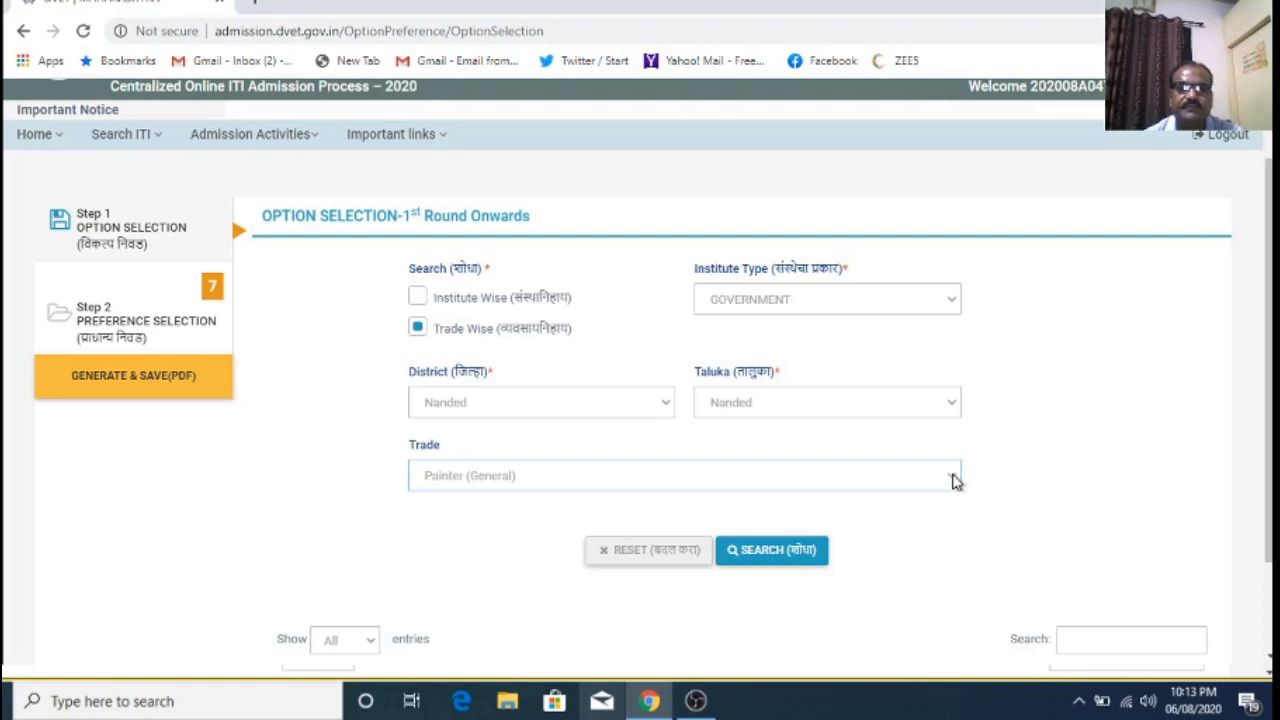 Not secure | admission.dvet.gov.in/OptionPreference/OptionSelection
Apps Bookmarks Gmail - Inbox (2) -... New Tab Gmail - Email from... Twitter / Start Yahoo! Mail - Free... Facebook ZEE5
Centralized Online ITI Admission Process – 2020
Welcome 202008A04
Important Notice
Home Search ITI Admission Activities Important links
Logout
Step 1
OPTION SELECTION
(विकल्प निवड)
7
Step 2
PREFERENCE SELECTION
(प्राधान्य निवड)
GENERATE & SAVE(PDF)
OPTION SELECTION-1st Round Onwards
Search (शोधा) *
Institute Type (संस्थेचा प्रकार)*
Institute Wise (संस्थानिहाय)
GOVERNMENT
Trade Wise (व्यवसायनिहाय)
District (जिल्हा)*
Taluka (तालुका)*
Nanded
Nanded
Trade
Painter (General)
RESET (बदल करा)
SEARCH (शोधा)
Show All entries
Search:
Type here to search
10:13 PM
06/08/2020
19